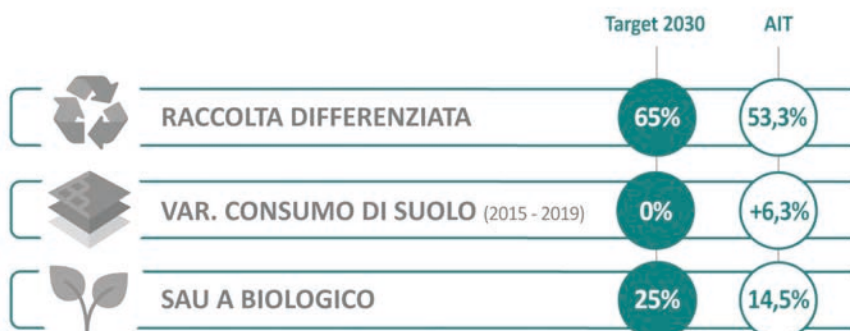 Target 2030 AIT
RACCOLTA DIFFERENZIATA 65% 53,3%
VAR. CONSUMO DI SUOLO (2015 - 2019) 0% +6,3%
SAU A BIOLOGICO 25% 14,5%